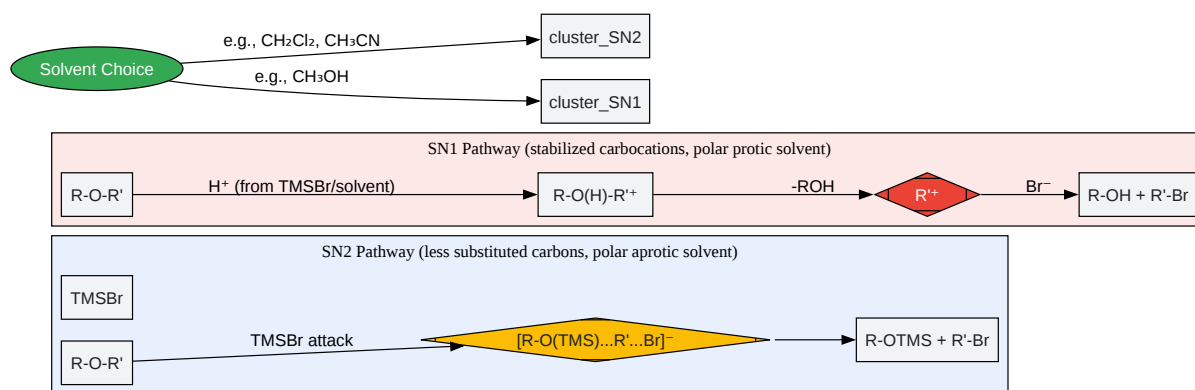 e.g., CH₂Cl₂, CH₃CN
cluster_SN2
Solvent Choice
e.g., CH₃OH
cluster_SN1
SN1 Pathway (stabilized carbocations, polar protic solvent)
R-O-R'
H⁺ (from TMSBr/solvent)
R-O(H)-R'⁺
-ROH
R'⁺
Br⁻
R-OH + R'-Br
SN2 Pathway (less substituted carbons, polar aprotic solvent)
TMSBr
R-O-R'
TMSBr attack
[R-O(TMS)...R'...Br]⁻
R-OTMS + R'-Br